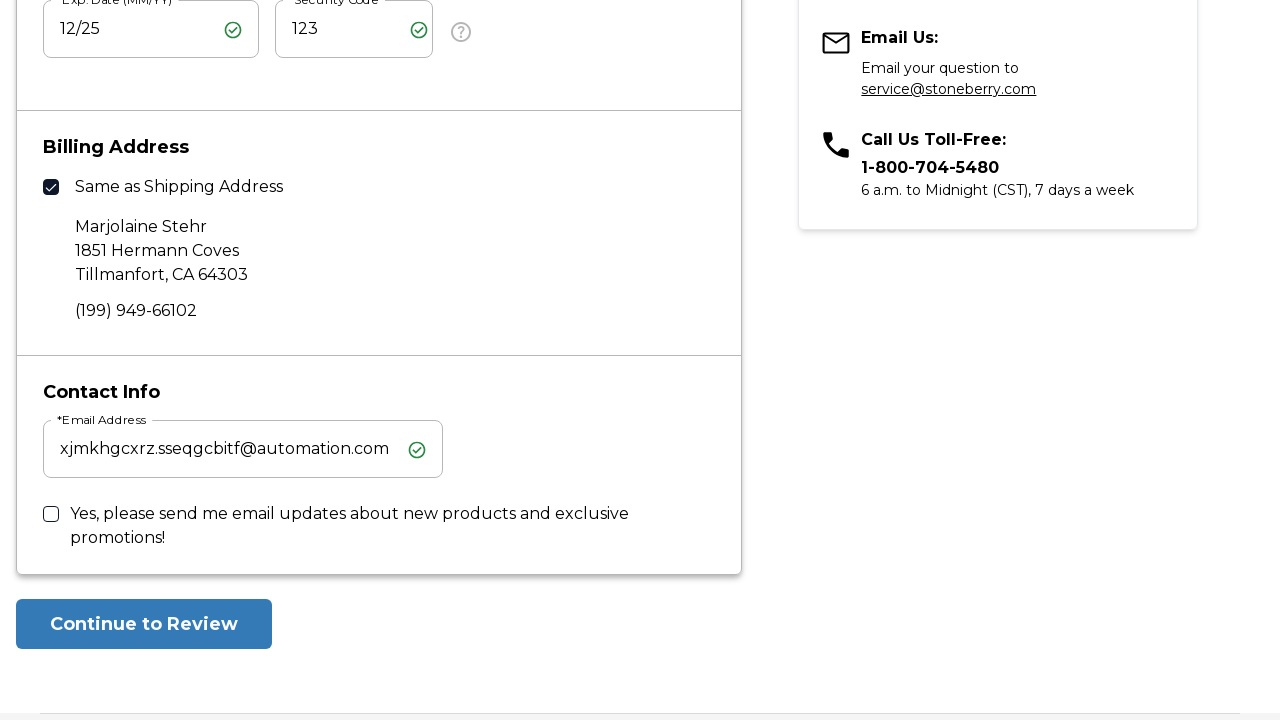 Exp. Date (MM/YY)
Security Code
12/25
123
Billing Address
Same as Shipping Address
Marjolaine Stehr
1851 Hermann Coves
Tillmanfort, CA 64303
(199) 949-66102
Contact Info
*Email Address
xjmkhgcxrz.sseqgcbitf@automation.com
Yes, please send me email updates about new products and exclusive
promotions!
Continue to Review
Email Us:
Email your question to
service@stoneberry.com
Call Us Toll-Free:
1-800-704-5480
6 a.m. to Midnight (CST), 7 days a week